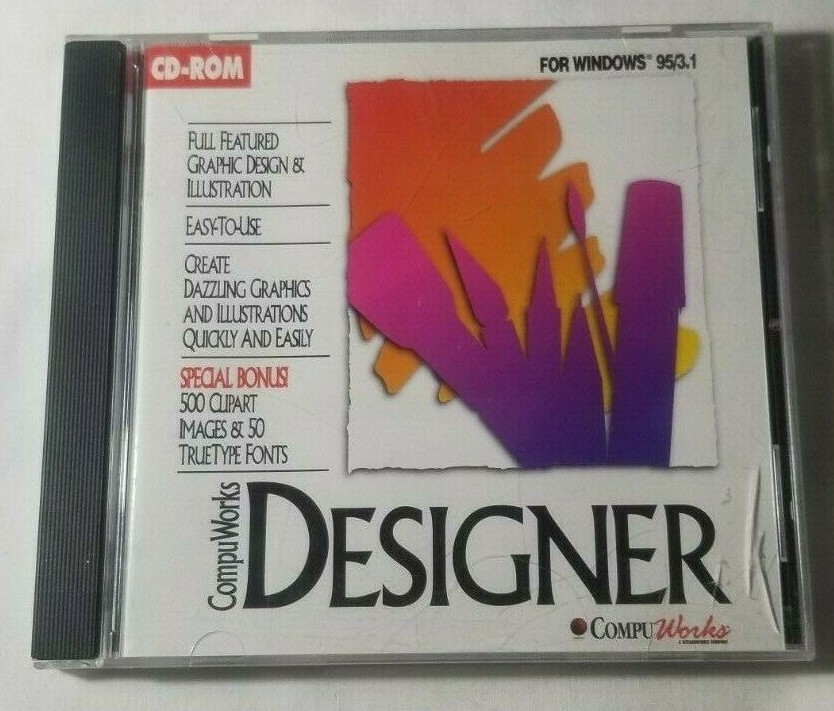 CD-ROM
FOR WINDOWS® 95/3.1
FULL FEATURED
GRAPHIC DESIGN &
ILLUSTRATION
EASY-TO-USE
CREATE
DAZZLING GRAPHICS
AND ILLUSTRATIONS
QUICKLY AND EASILY
SPECIAL BONUS!
500 CLIPART
IMAGES & 50
TRUETYPE FONTS
CompuWorks
DESIGNER
COMPUWorks